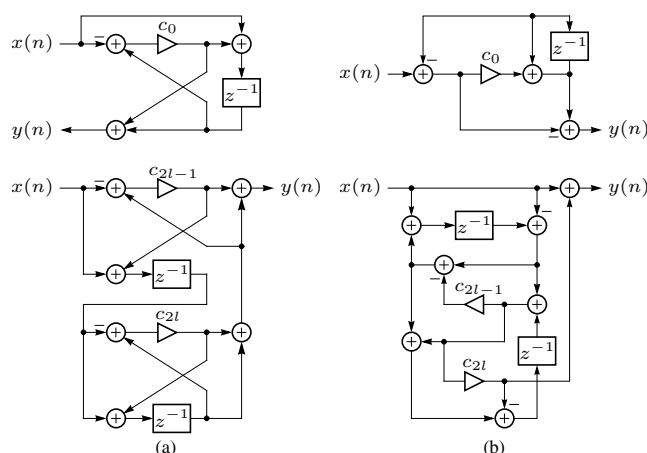 c₀
x(n)
z⁻¹
y(n)
x(n)
c₂ₗ₋₁
y(n)
z⁻¹
c₂ₗ
z⁻¹
(a)
z⁻¹
x(n)
c₀
y(n)
x(n)
y(n)
z⁻¹
c₂ₗ₋₁
z⁻¹
c₂ₗ
(b)